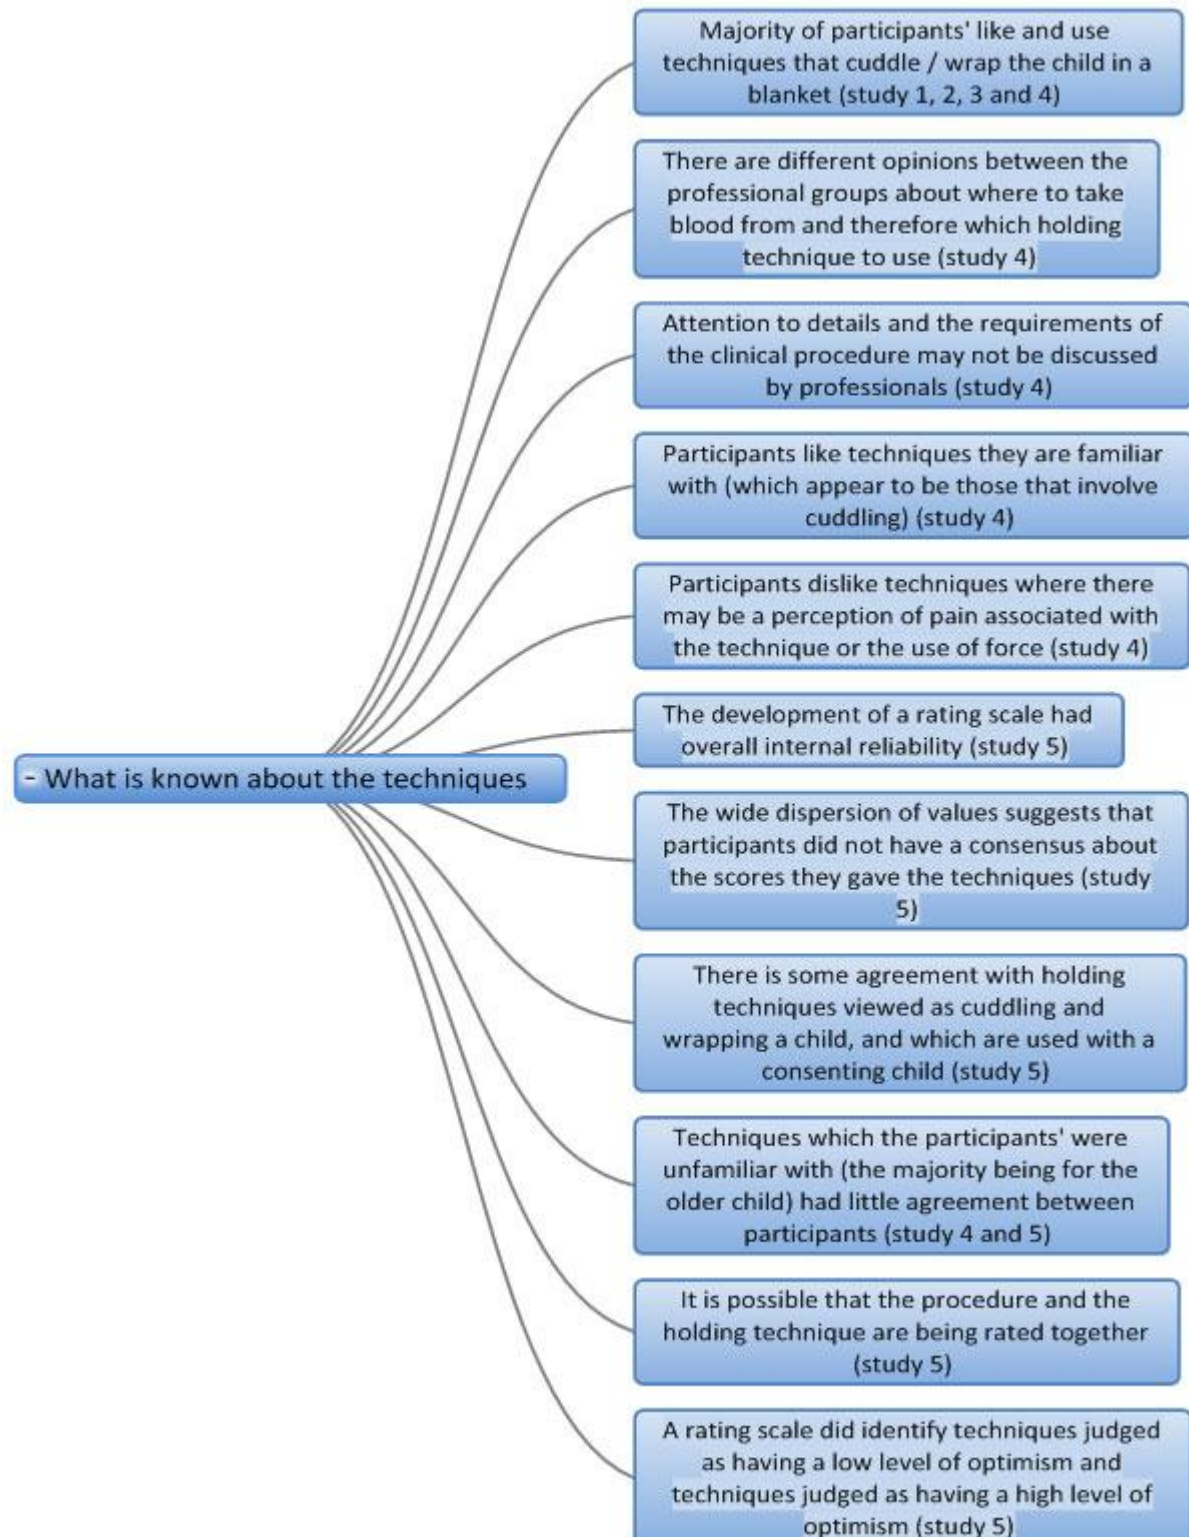 Majority of participants' like and use
techniques that cuddle / wrap the child in a
blanket (study 1, 2, 3 and 4)
There are different opinions between the
professional groups about where to take
blood from and therefore which holding
technique to use (study 4)
Attention to details and the requirements of
the clinical procedure may not be discussed
by professionals (study 4)
Participants like techniques they are familiar
with (which appear to be those that involve
cuddling) (study 4)
Participants dislike techniques where there
may be a perception of pain associated with
the technique or the use of force (study 4)
The development of a rating scale had
overall internal reliability (study 5)
- What is known about the techniques
The wide dispersion of values suggests that
participants did not have a consensus about
the scores they gave the techniques (study
5)
There is some agreement with holding
techniques viewed as cuddling and
wrapping a child, and which are used with a
consenting child (study 5)
Techniques which the participants' were
unfamiliar with (the majority being for the
older child) had little agreement between
participants (study 4 and 5)
It is possible that the procedure and the
holding technique are being rated together
(study 5)
A rating scale did identify techniques judged
as having a low level of optimism and
techniques judged as having a high level of
optimism (study 5)